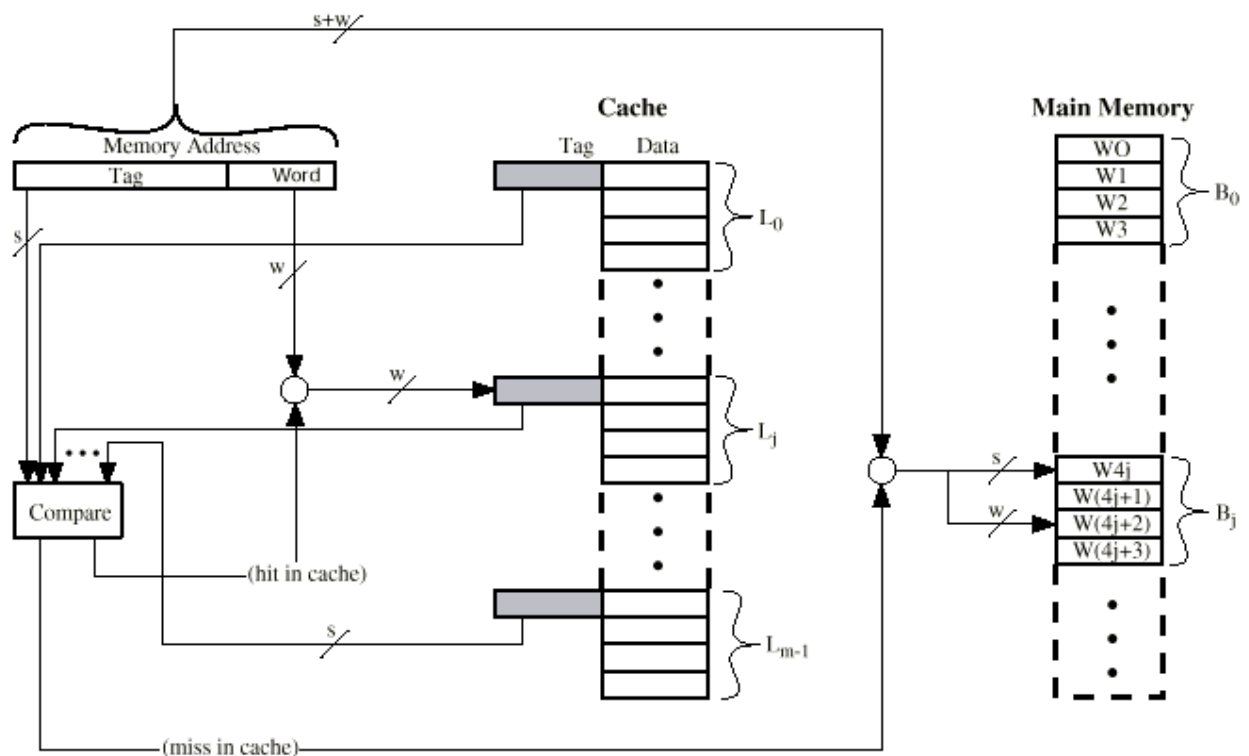 s+w
Cache
Main Memory
Memory Address
Tag Data
Tag Word
WO
W1
W2
W3
B0
L0
s
w
w
Lj
Compare
(hit in cache)
s
w
W4j
W(4j+1)
W(4j+2)
W(4j+3)
Bj
s
Lm-1
(miss in cache)